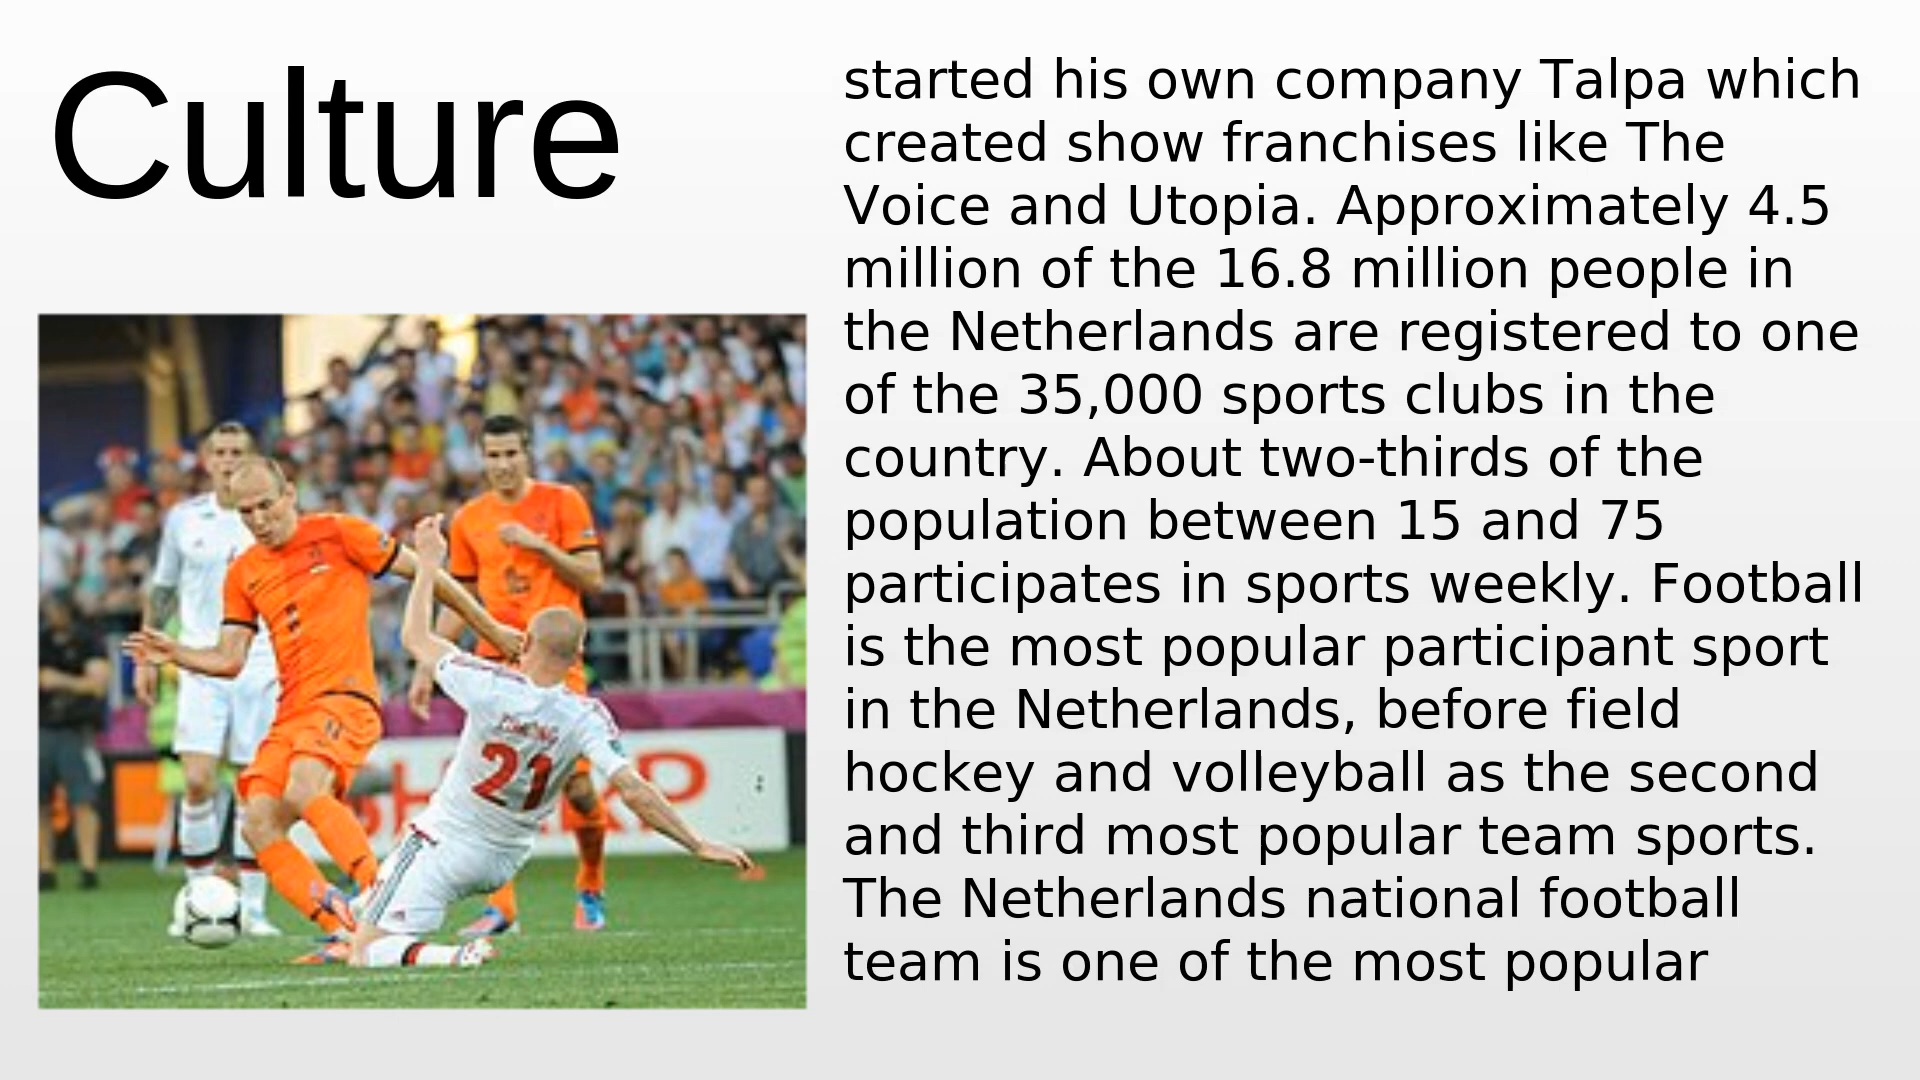 Culture
started his own company Talpa which
created show franchises like The
Voice and Utopia. Approximately 4.5
million of the 16.8 million people in
the Netherlands are registered to one
of the 35,000 sports clubs in the
country. About two-thirds of the
population between 15 and 75
participates in sports weekly. Football
is the most popular participant sport
in the Netherlands, before field
hockey and volleyball as the second
and third most popular team sports.
The Netherlands national football
team is one of the most popular
21